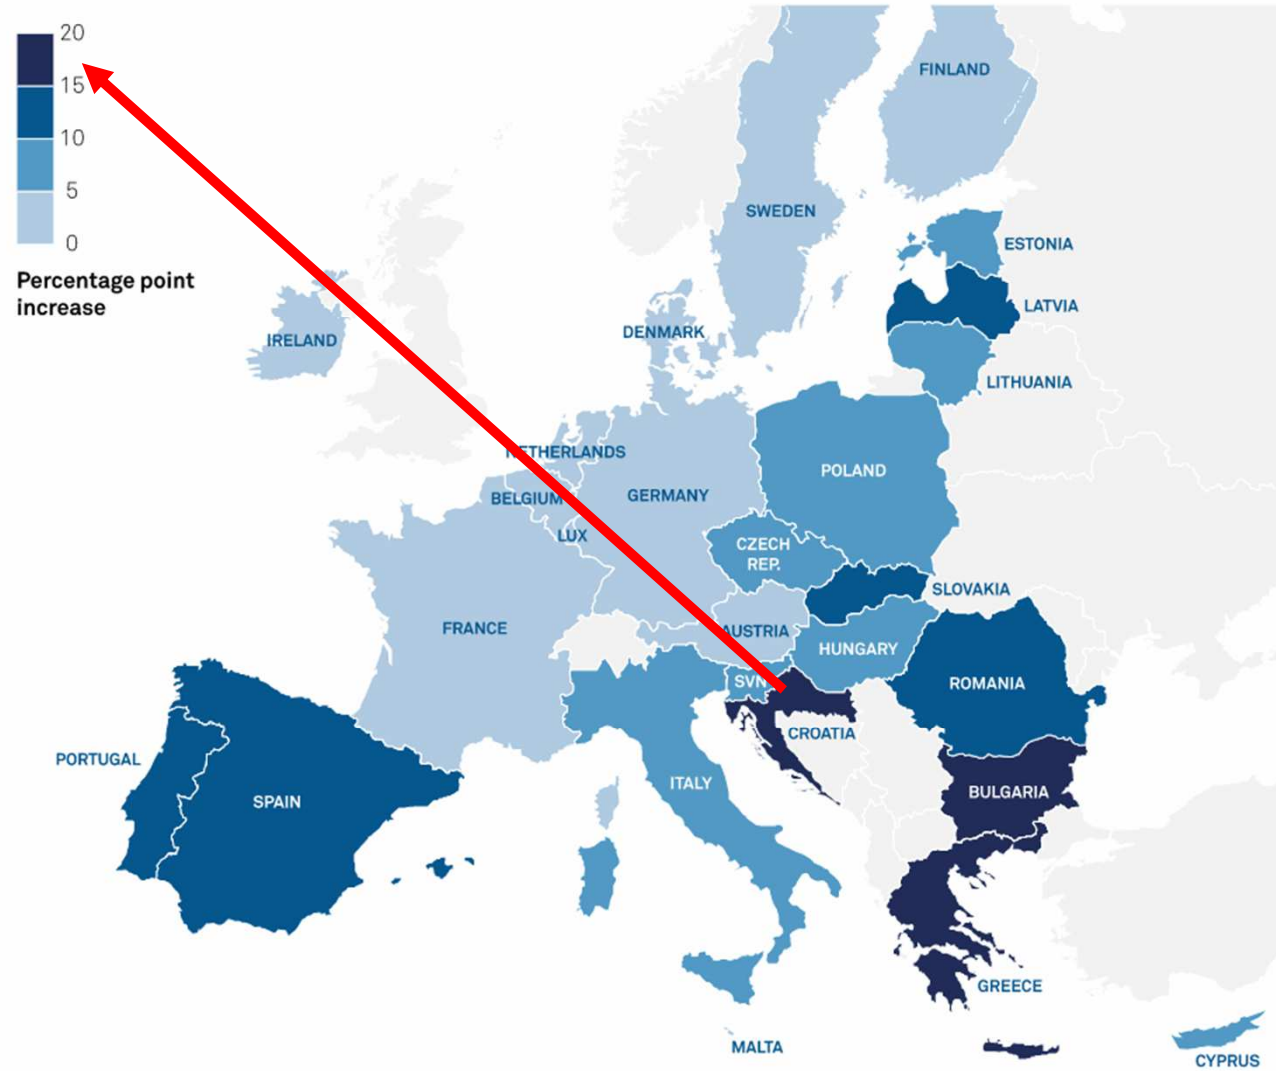 20
15
10
5
0
Percentage point
increase
FINLAND
SWEDEN
ESTONIA
LATVIA
IRELAND
DENMARK
LITHUANIA
NETHERLANDS
POLAND
BELGIUM
GERMANY
LUX
CZECH
REP.
SLOVAKIA
FRANCE
AUSTRIA
HUNGARY
SVN
ROMANIA
CROATIA
PORTUGAL
ITALY
BULGARIA
SPAIN
GREECE
MALTA
CYPRUS